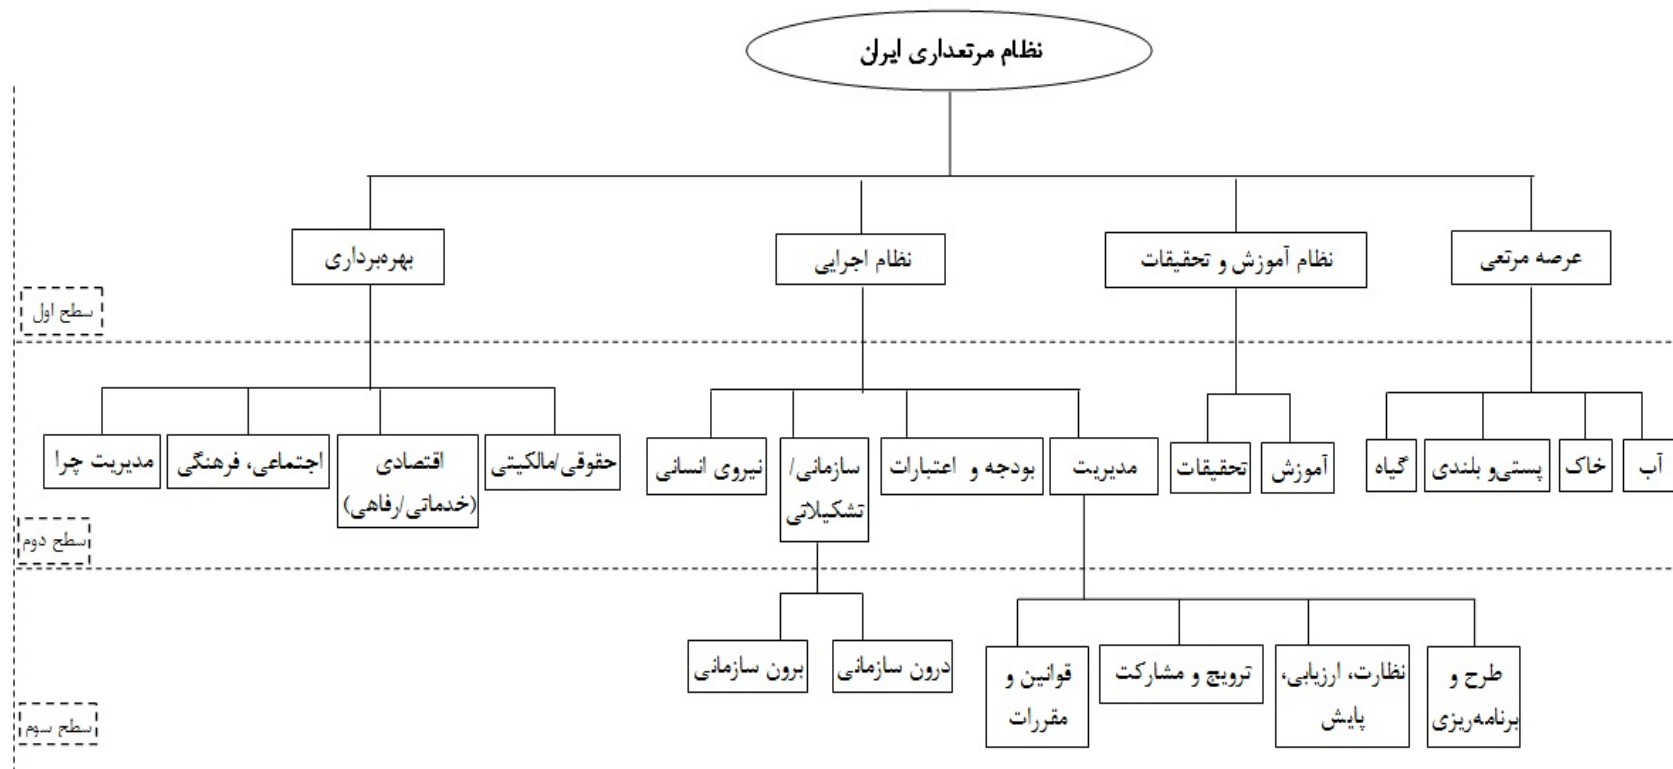 نظام مرتعداری ایران
عرصه مرتعی
نظام آموزش و تحقیقات
نظام اجرایی
بهره‌برداری
سطح اول
آب
خاک
پستی و بلندی
گیاه
آموزش
تحقیقات
مدیریت
بودجه و اعتبارات
سازمانی/
تشکیلاتی
نیروی انسانی
حقوقی/مالکیتی
اقتصادی
(خدماتی/رفاهی)
اجتماعی، فرهنگی
مدیریت چرا
سطح دوم
طرح و
برنامه‌ریزی
نظارت، ارزیابی،
پایش
ترویج و مشارکت
قوانین و
مقررات
درون سازمانی
برون سازمانی
سطح سوم